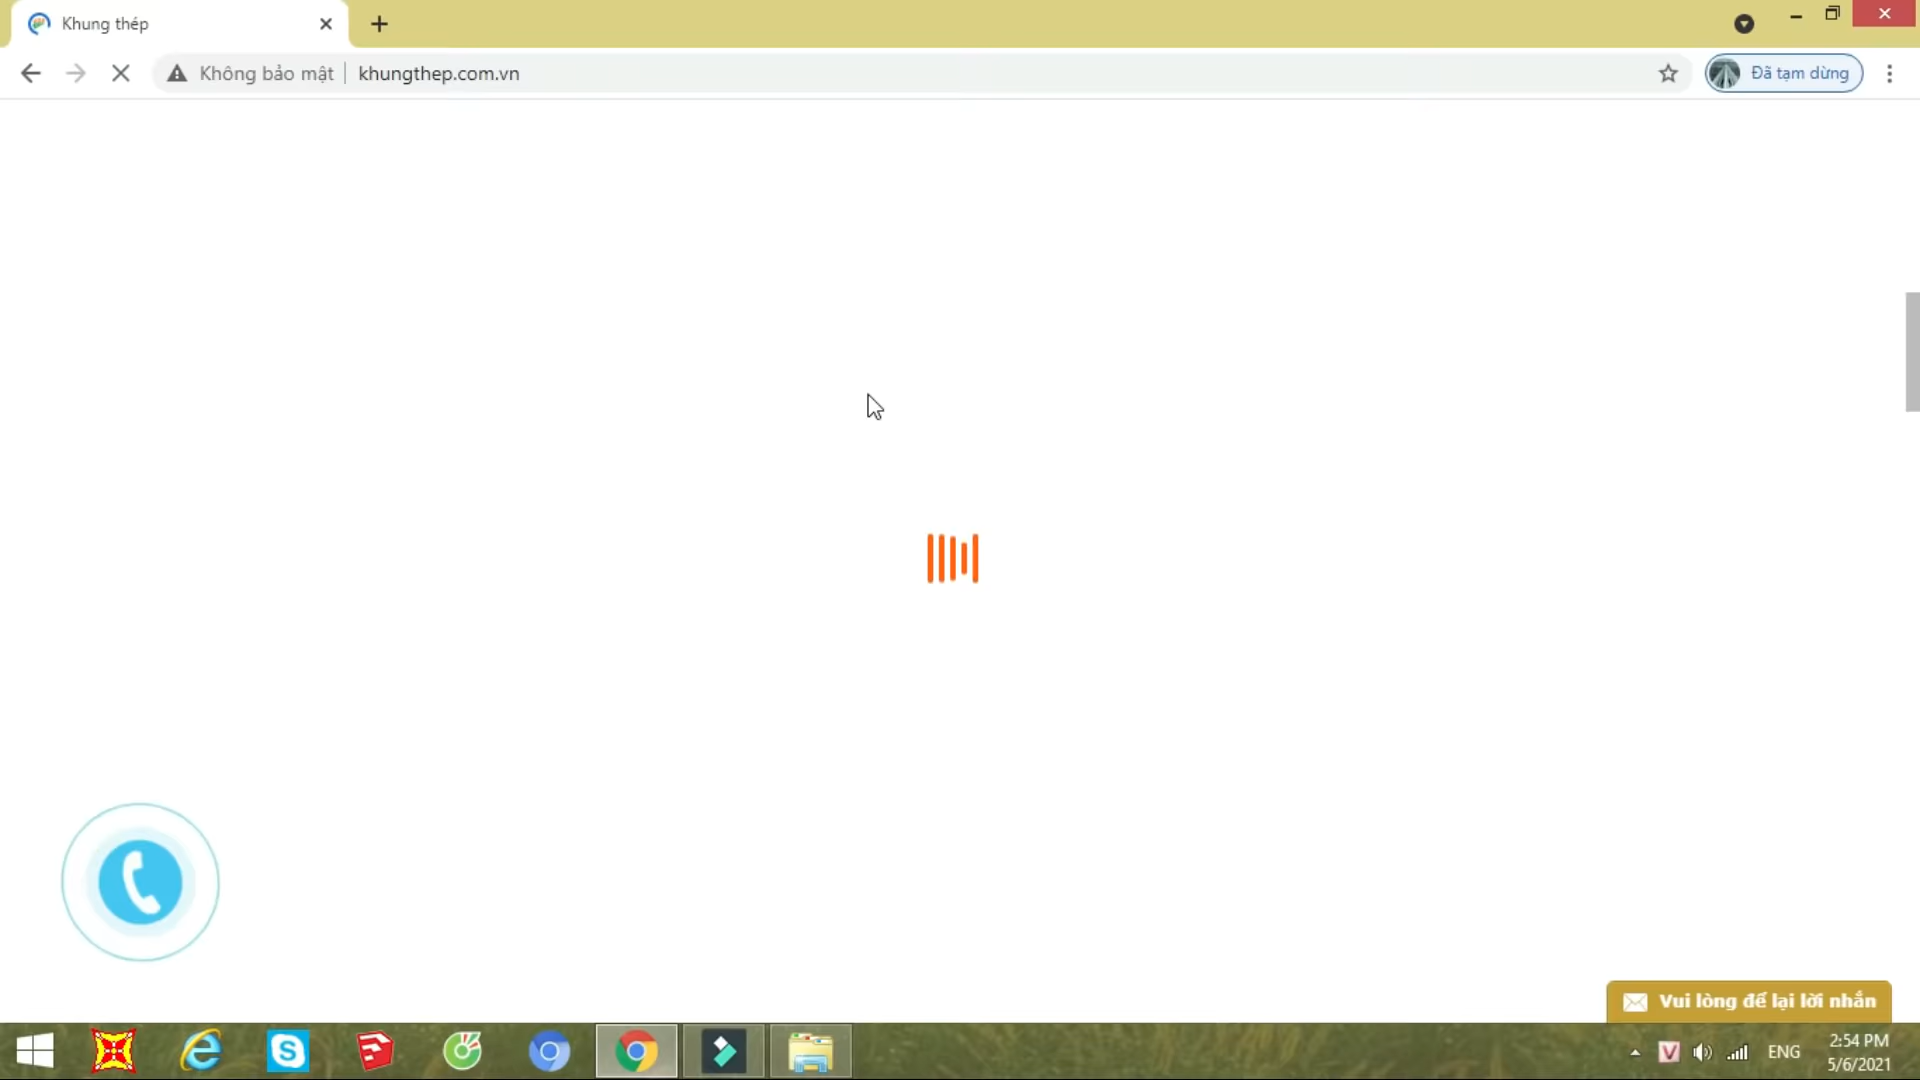 Khung thép
Không bảo mật
khungthep.com.vn
Đã tạm dừng
Vui lòng để lại lời nhắn
ENG
2:54 PM
5/6/2021